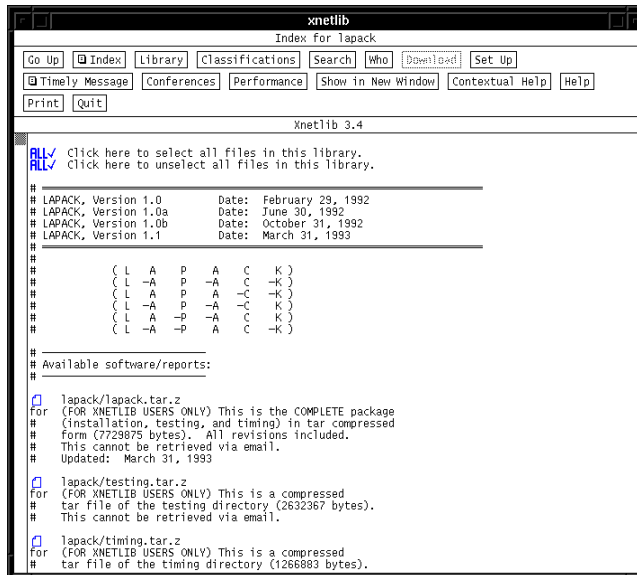 xnetlib
Index for lapack
Go Up Index Library Classifications Search Who Download Set Up
Timely Message Conferences Performance Show in New Window Contextual Help Help
Print Quit
Xnetlib 3.4
ALL✓ Click here to select all files in this library.
ALL✓ Click here to unselect all files in this library.
#
# LAPACK, Version 1.0 Date: February 29, 1992
# LAPACK, Version 1.0a Date: June 30, 1992
# LAPACK, Version 1.0b Date: October 31, 1992
# LAPACK, Version 1.1 Date: March 31, 1993
#
#
# ( L A P A C K )
# ( L -A P -A C -K )
# ( L A P A -C -K )
# ( L -A P -A -C K )
# ( L A -P -A C K )
# ( L -A -P A C -K )
#
# Available software/reports:
#
lapack/lapack.tar.z
for (FOR XNETLIB USERS ONLY) This is the COMPLETE package
# (installation, testing, and timing) in tar compressed
# form (7729875 bytes). All revisions included.
# This cannot be retrieved via email.
# Updated: March 31, 1993
lapack/testing.tar.z
for (FOR XNETLIB USERS ONLY) This is a compressed
# tar file of the testing directory (2632367 bytes).
# This cannot be retrieved via email.
lapack/timing.tar.z
for (FOR XNETLIB USERS ONLY) This is a compressed
# tar file of the timing directory (1266883 bytes).